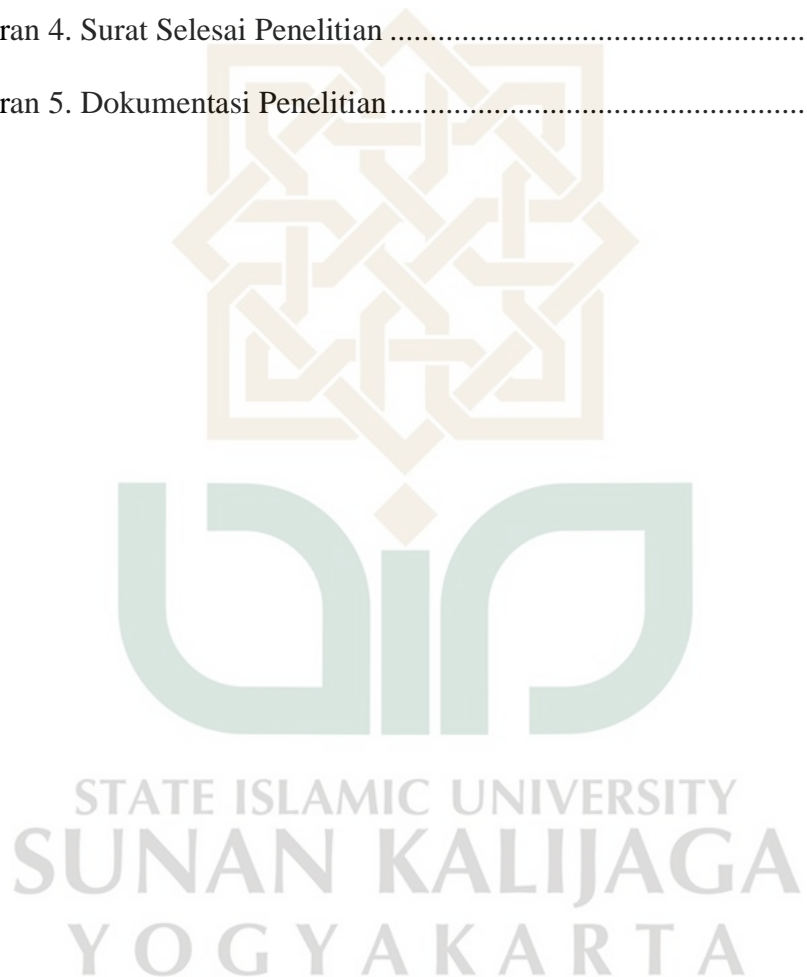 ran 4. Surat Selesai Penelitian ....................................................
ran 5. Dokumentasi Penelitian ....................................................
STATE ISLAMIC UNIVERSITY
SUNAN KALIJAGA
YOGYAKARTA